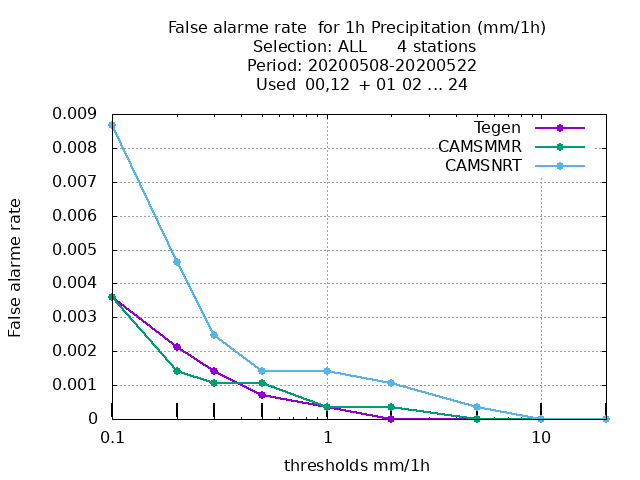 False alarme rate for 1h Precipitation (mm/1h)
Selection: ALL 4 stations
Period: 20200508-20200522
Used 00,12 + 01 02 ... 24
Tegen
CAMSMMR
CAMSNRT
False alarme rate
0.009
0.008
0.007
0.006
0.005
0.004
0.003
0.002
0.001
0
0.1 1 10
thresholds mm/1h